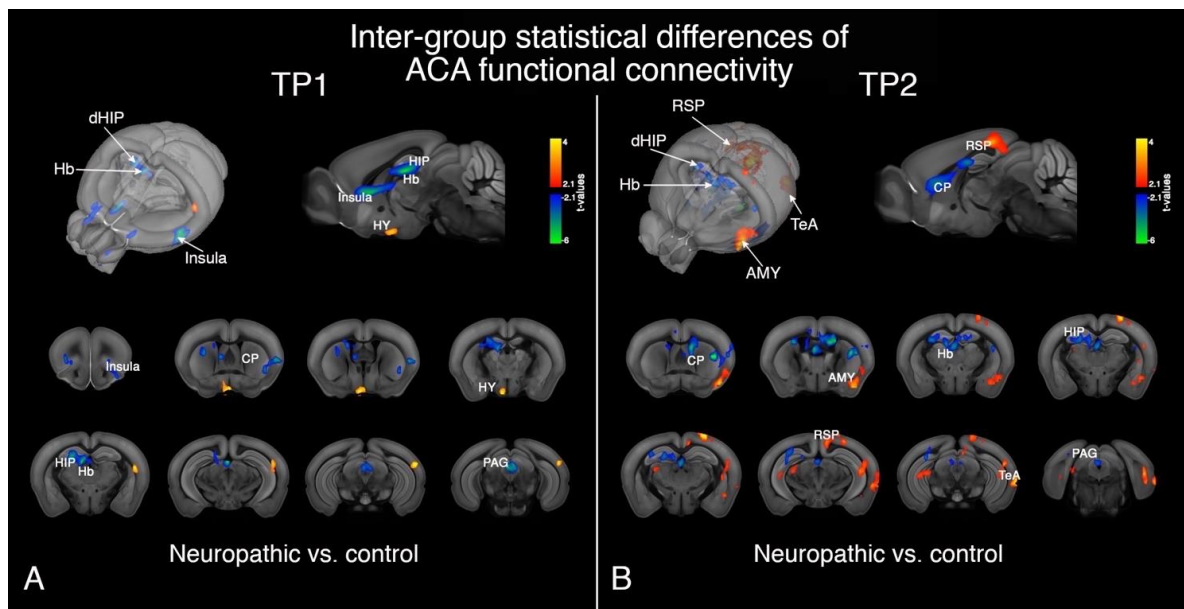 Inter-group statistical differences of
ACA functional connectivity
TP1
dHIP
Hb
Insula
HIP
Hb
Insula
HY
4
2.1
-2.1
-6
t-values
Insula
CP
HY
HIP
Hb
PAG
Neuropathic vs. control
A
TP2
RSP
dHIP
Hb
TeA
AMY
RSP
CP
4
2.1
-2.1
-6
t-values
CP
AMY
Hb
HIP
RSP
TeA
PAG
Neuropathic vs. control
B